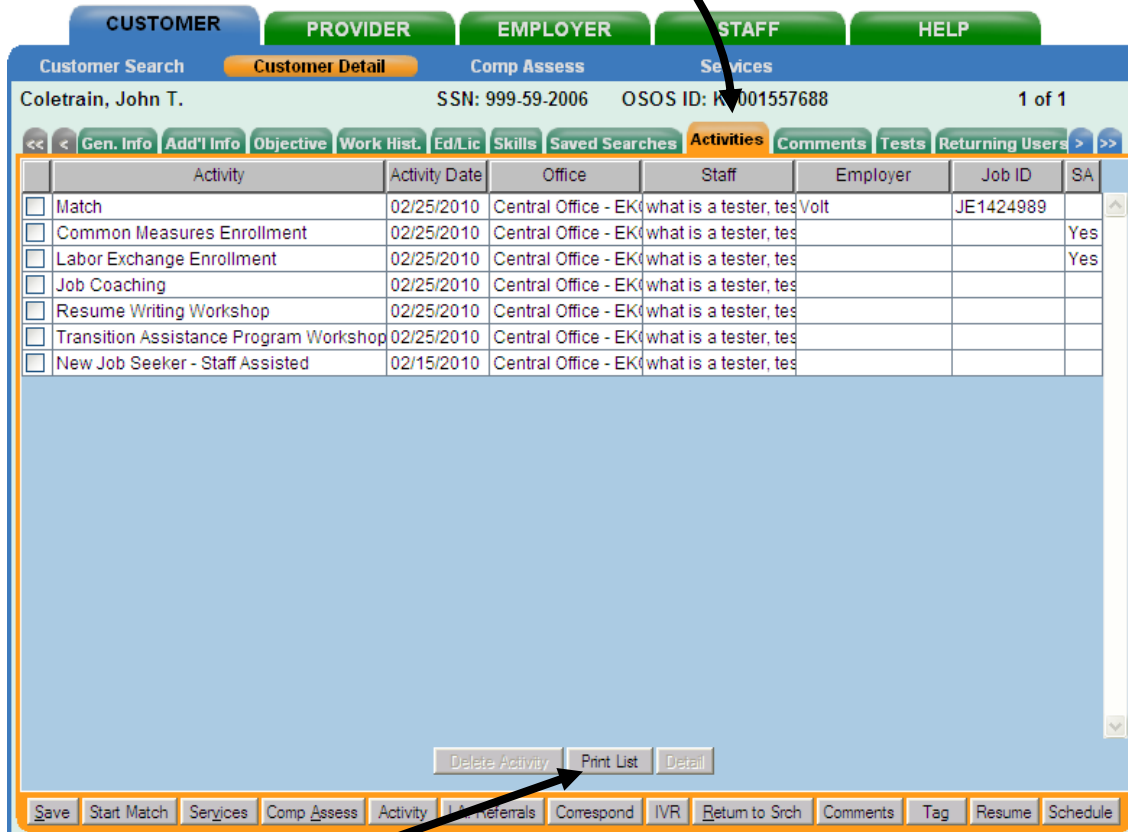 CUSTOMER PROVIDER EMPLOYER STAFF HELP
Customer Search Customer Detail Comp Assess Services
Coletrain, John T. SSN: 999-59-2006 OSOS ID: 001557688 1 of 1
<< < Gen. Info Add'l Info Objective Work Hist. Ed/Lic Skills Saved Searches Activities Comments Tests Returning Users > >>
Activity Activity Date Office Staff Employer Job ID SA
Match 02/25/2010 Central Office - EK what is a tester, tes Volt JE1424989
Common Measures Enrollment 02/25/2010 Central Office - EK what is a tester, tes Yes
Labor Exchange Enrollment 02/25/2010 Central Office - EK what is a tester, tes Yes
Job Coaching 02/25/2010 Central Office - EK what is a tester, tes
Resume Writing Workshop 02/25/2010 Central Office - EK what is a tester, tes
Transition Assistance Program Workshop 02/25/2010 Central Office - EK what is a tester, tes
New Job Seeker - Staff Assisted 02/15/2010 Central Office - EK what is a tester, tes
Delete Activity Print List Detail
Save Start Match Services Comp Assess Activity Referrals Correspond IVR Return to Srch Comments Tag Resume Schedule